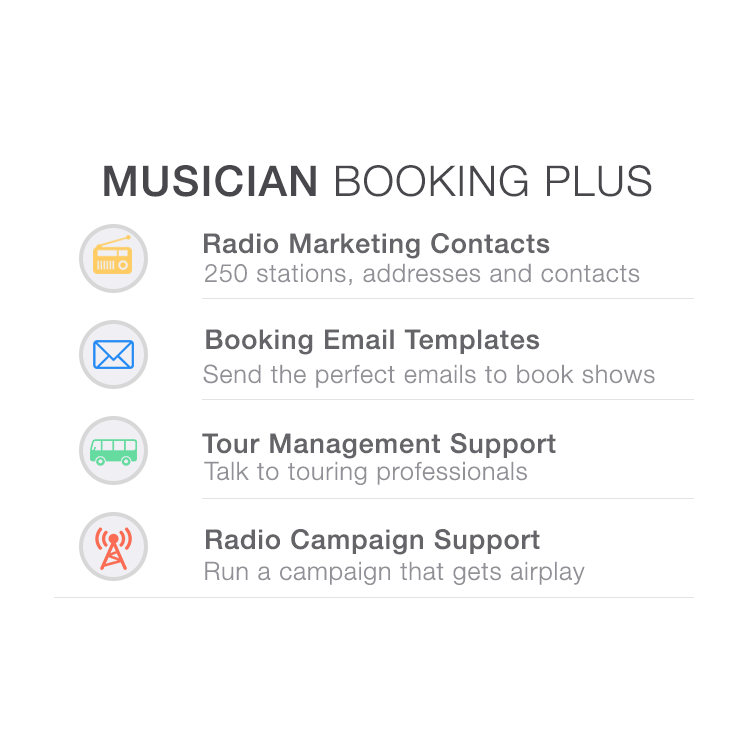 MUSICIAN BOOKING PLUS
Radio Marketing Contacts
250 stations, addresses and contacts
Booking Email Templates
Send the perfect emails to book shows
Tour Management Support
Talk to touring professionals
Radio Campaign Support
Run a campaign that gets airplay